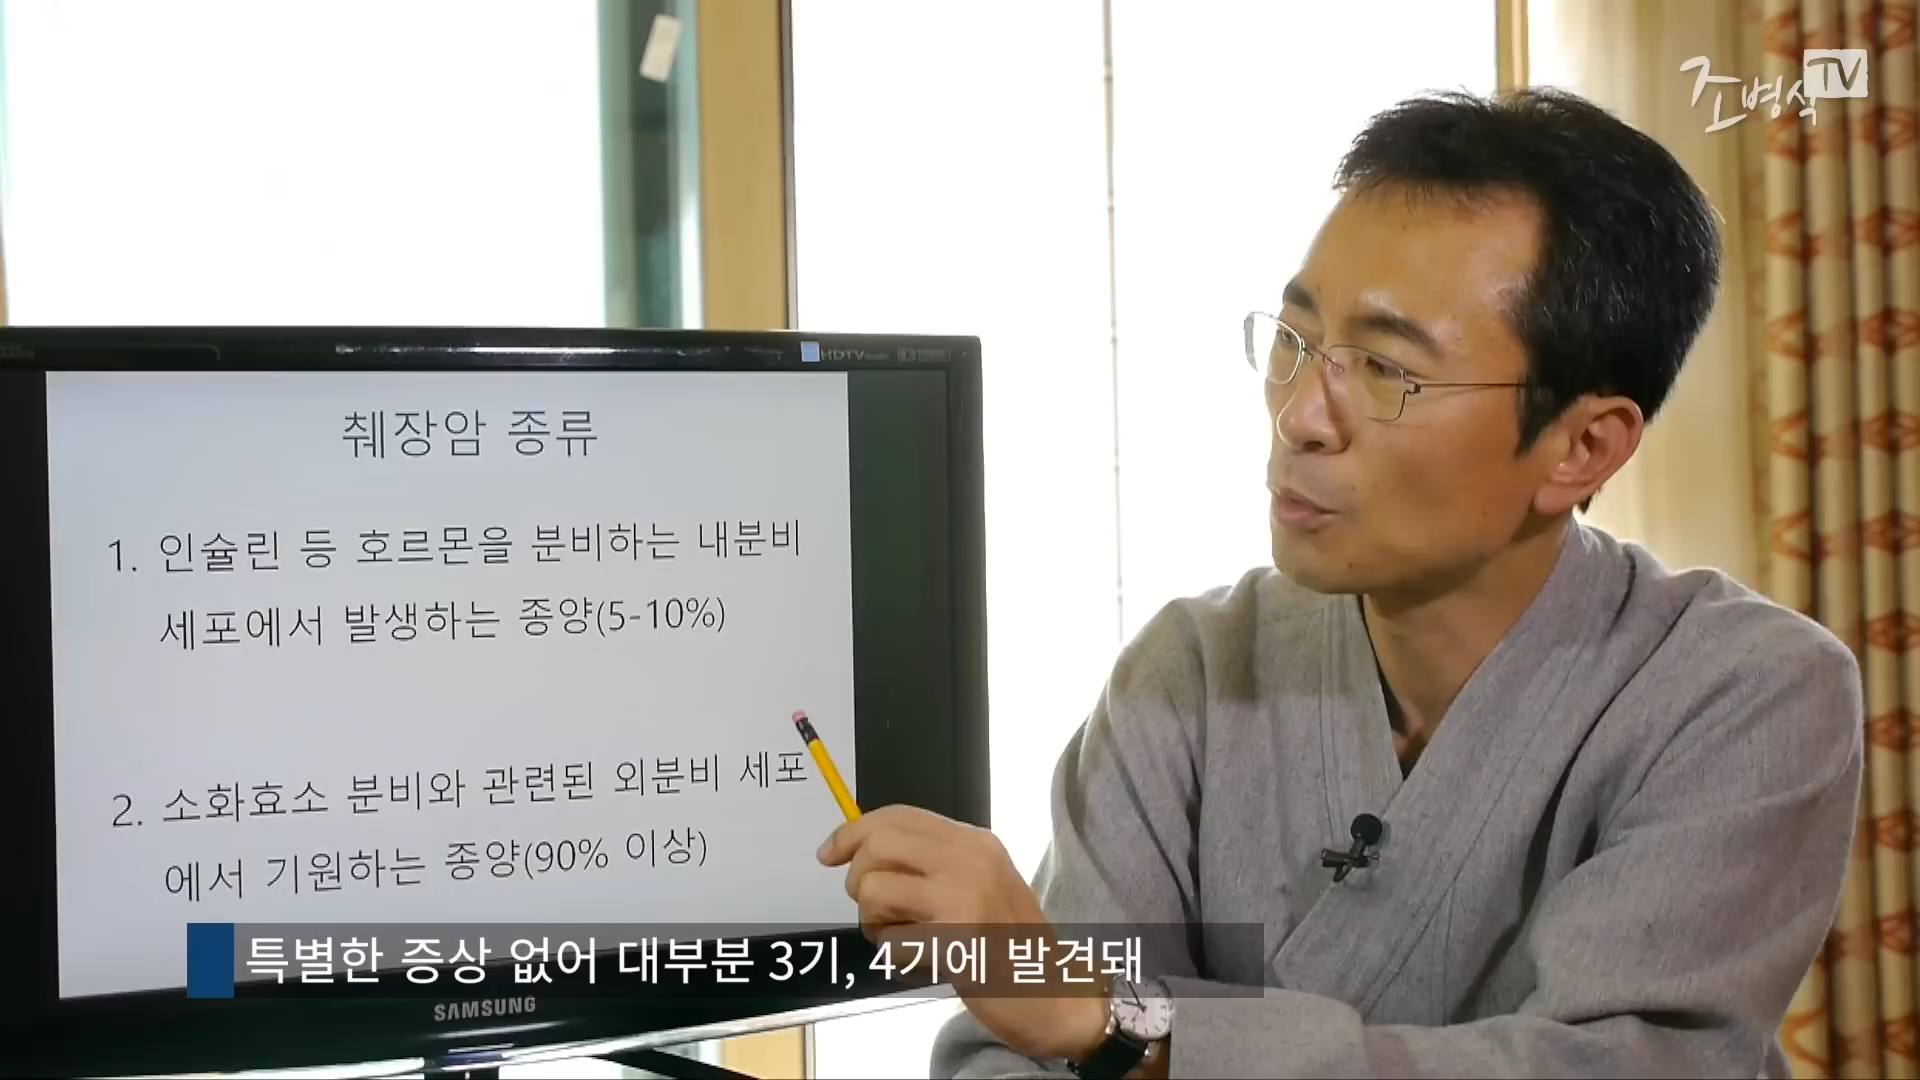 조병식TV
HDTV
췌장암 종류
1. 인슐린 등 호르몬을 분비하는 내분비
세포에서 발생하는 종양(5-10%)
2. 소화효소 분비와 관련된 외분비 세포
에서 기원하는 종양(90% 이상)
특별한 증상 없어 대부분 3기, 4기에 발견돼
SAMSUNG